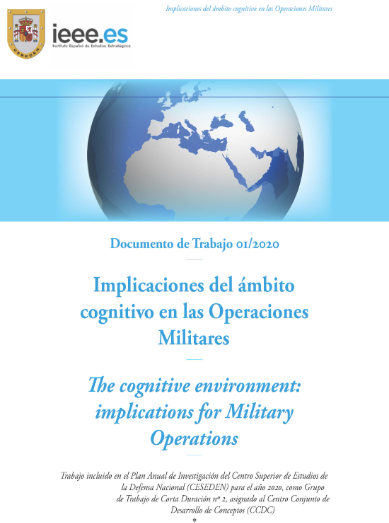 Implicaciones del ámbito cognitivo en las Operaciones Militares
ieee.es
Instituto Español de Estudios Estratégicos
Documento de Trabajo 01/2020
Implicaciones del ámbito
cognitivo en las Operaciones
Militares
The cognitive environment:
implications for Military
Operations
Trabajo incluido en el Plan Anual de Investigación del Centro Superior de Estudios de
la Defensa Nacional (CESEDEN) para el año 2020, como Grupo
de Trabajo de Corta Duración nº 2, asignado al Centro Conjunto de
Desarrollo de Conceptos (CCDC)
*